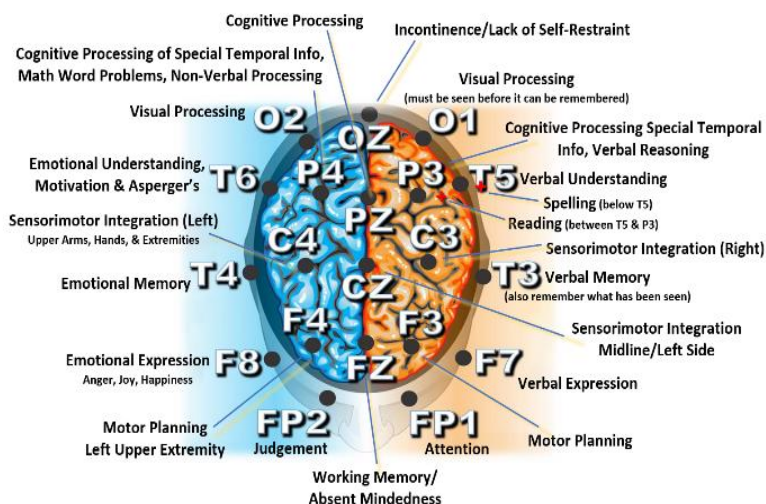 Cognitive Processing
Incontinence/Lack of Self-Restraint
Cognitive Processing of Special Temporal Info,
Math Word Problems, Non-Verbal Processing
Visual Processing
(must be seen before it can be remembered)
Visual Processing
O2
OZ
O1
Cognitive Processing Special Temporal
Info, Verbal Reasoning
Emotional Understanding,
Motivation & Asperger's
T6
P4
P3
T5
Verbal Understanding
Spelling (below T5)
Reading (between T5 & P3)
PZ
Sensorimotor Integration (Left)
Upper Arms, Hands, & Extremities
C4
C3
Sensorimotor Integration (Right)
Emotional Memory
T4
CZ
T3
Verbal Memory
(also remember what has been seen)
Sensorimotor Integration
Midline/Left Side
F4
F3
Emotional Expression
Anger, Joy, Happiness
F8
FZ
F7
Verbal Expression
Motor Planning
Left Upper Extremity
FP2
Judgement
FP1
Attention
Motor Planning
Working Memory/
Absent Mindedness